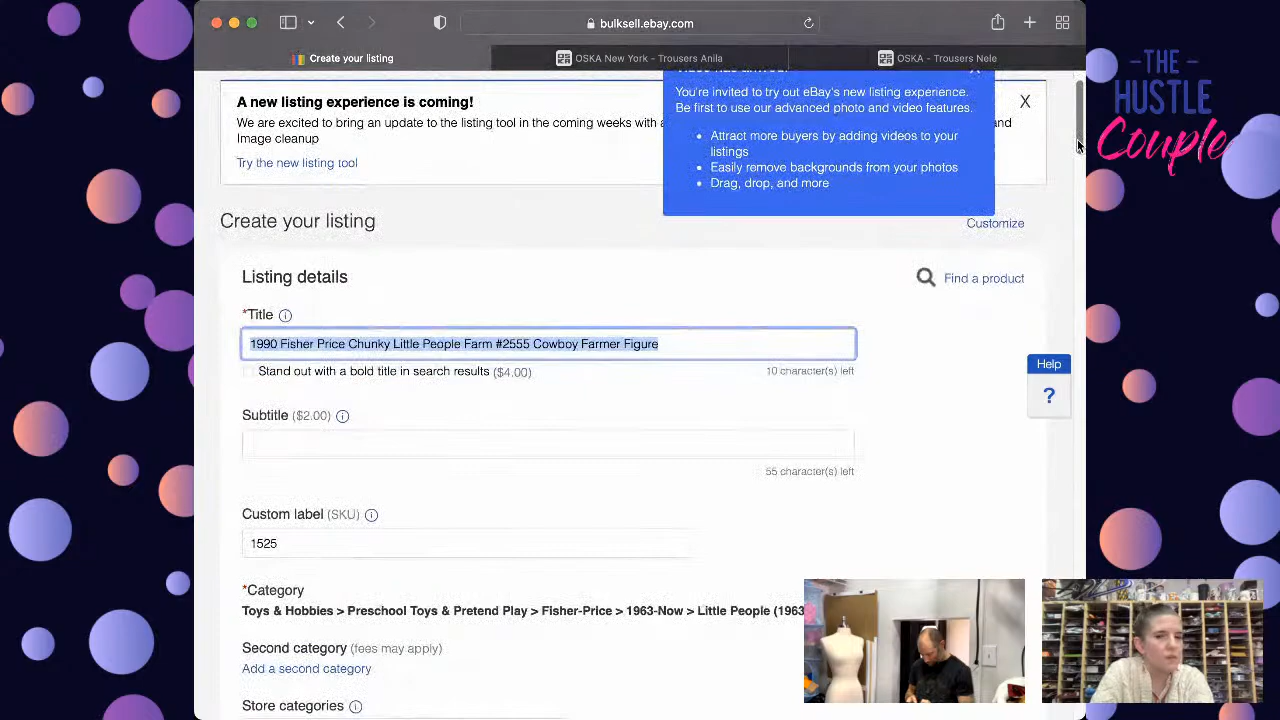 bulksell.ebay.com
Create your listing
OSKA New York - Trousers Anila
OSKA - Trousers Nele
- THE -
HUSTLE
Couple
A new listing experience is coming!
X
We are excited to bring an update to the listing tool in the coming weeks with a
and
Image cleanup
Try the new listing tool
You're invited to try out eBay's new listing experience.
Be first to use our advanced photo and video features.
• Attract more buyers by adding videos to your
listings
• Easily remove backgrounds from your photos
• Drag, drop, and more
Create your listing
Customize
Listing details
Find a product
*Title
1990 Fisher Price Chunky Little People Farm #2555 Cowboy Farmer Figure
Stand out with a bold title in search results ($4.00)
10 character(s) left
Help
?
Subtitle ($2.00)
55 character(s) left
Custom label (SKU)
1525
*Category
Toys & Hobbies > Preschool Toys & Pretend Play > Fisher-Price > 1963-Now > Little People (1963
Second category (fees may apply)
Add a second category
Store categories